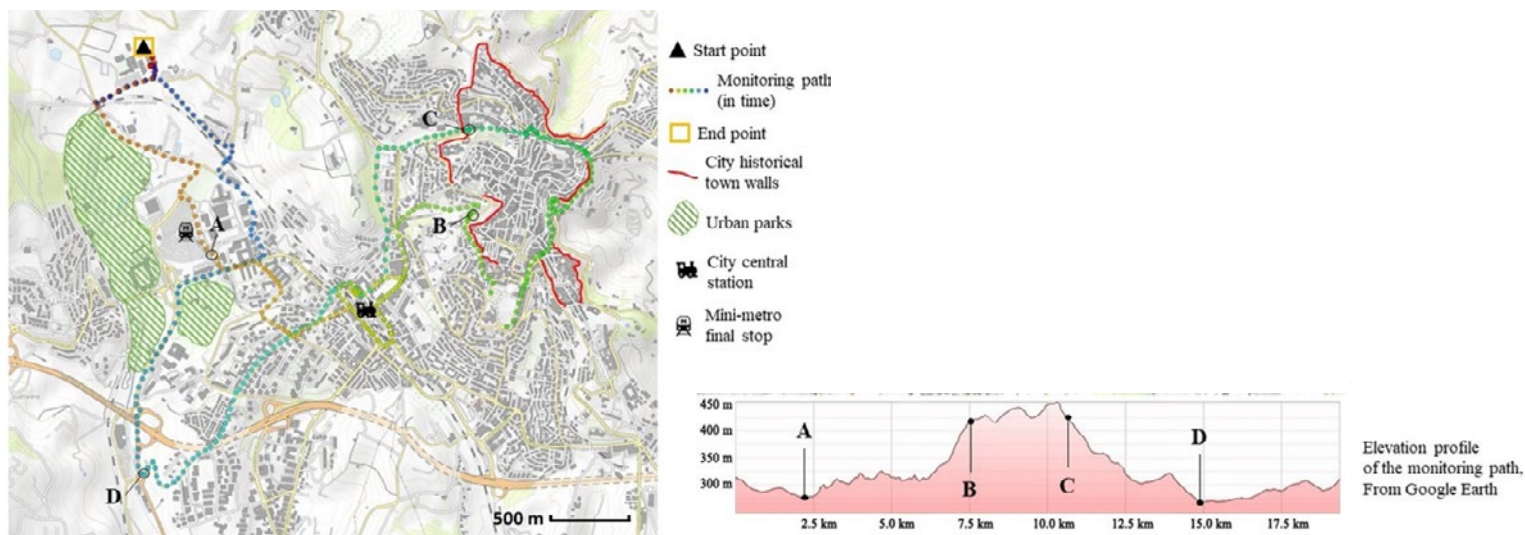 A
B
C
D
500 m
Start point
Monitoring path
(in time)
End point
City historical
town walls
Urban parks
City central
station
Mini-metro
final stop
450 m
400 m
350 m
300 m
A
B
C
D
2.5 km
5.0 km
7.5 km
10.0 km
12.5 km
15.0 km
17.5 km
Elevation profile
of the monitoring path,
From Google Earth